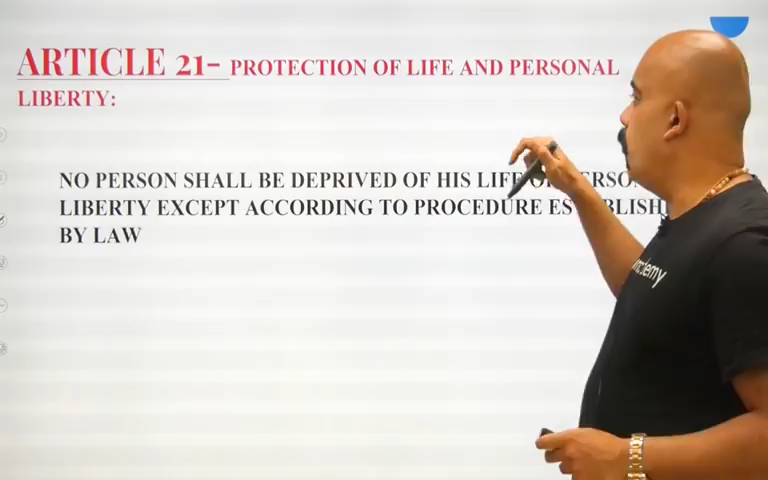 ARTICLE 21- PROTECTION OF LIFE AND PERSONAL
LIBERTY:
NO PERSON SHALL BE DEPRIVED OF HIS LIFE
LIBERTY EXCEPT ACCORDING TO PROCEDURE
BY LAW